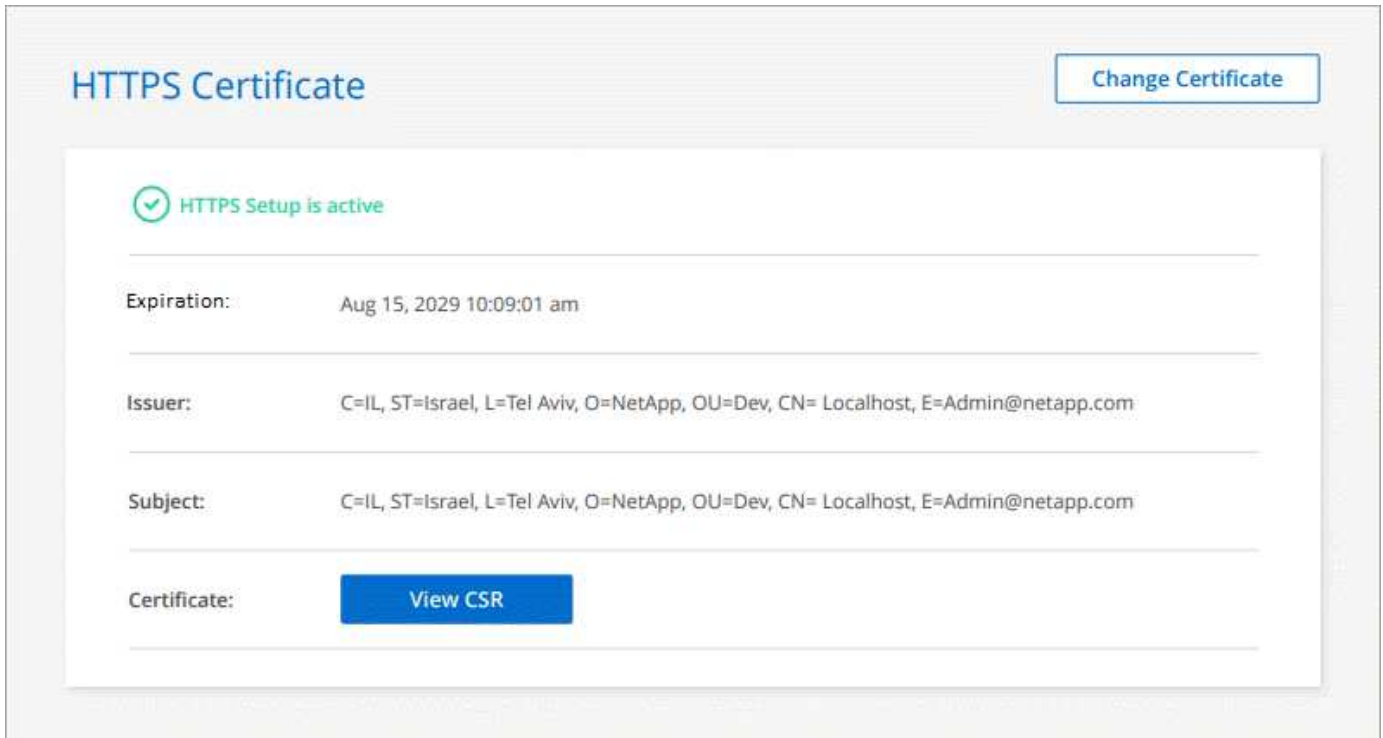 HTTPS Certificate
Change Certificate
HTTPS Setup is active
Expiration: Aug 15, 2029 10:09:01 am
Issuer: C=IL, ST=Israel, L=Tel Aviv, O=NetApp, OU=Dev, CN= Localhost, E=Admin@netapp.com
Subject: C=IL, ST=Israel, L=Tel Aviv, O=NetApp, OU=Dev, CN= Localhost, E=Admin@netapp.com
Certificate: View CSR